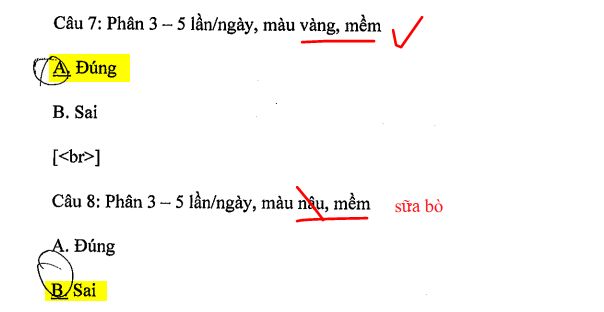 Câu 7: Phân 3 – 5 lần/ngày, màu vàng, mềm
A. Đúng
B. Sai
[<br>]
Câu 8: Phân 3 – 5 lần/ngày, màu nâu, mềm sữa bò
A. Đúng
B. Sai